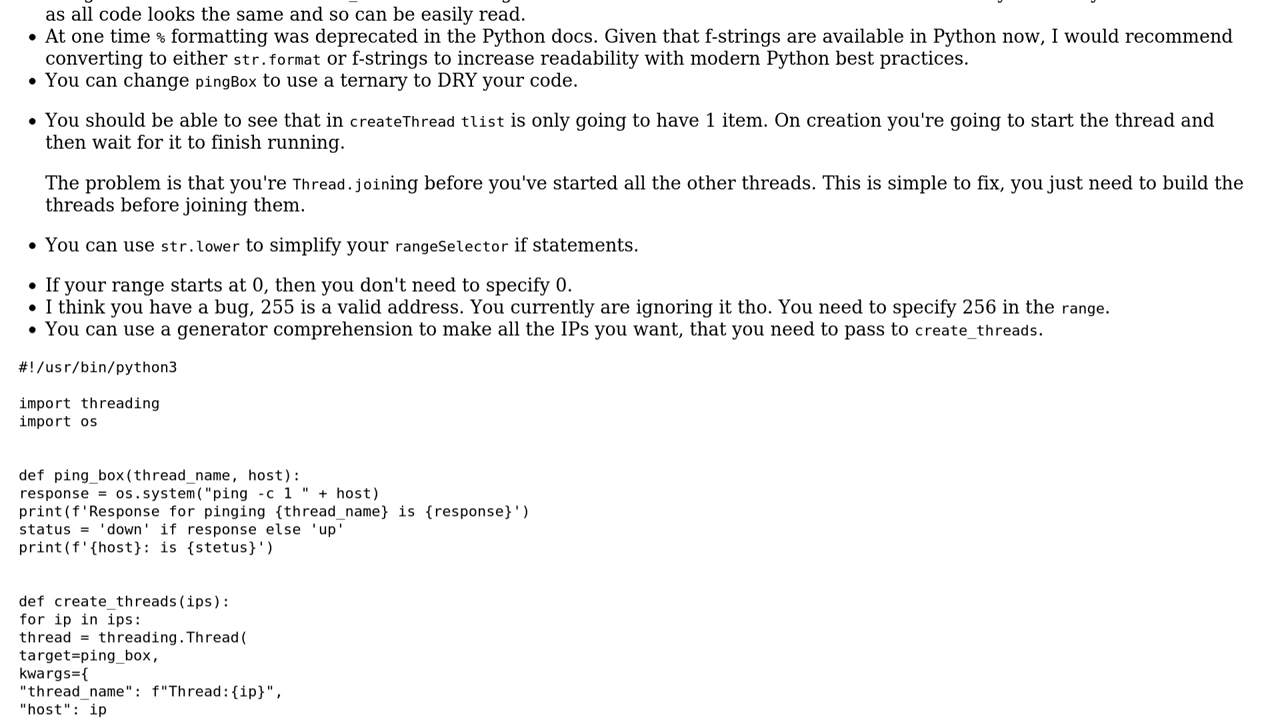 as all code looks the same and so can be easily read.
• At one time % formatting was deprecated in the Python docs. Given that f-strings are available in Python now, I would recommend
converting to either str.format or f-strings to increase readability with modern Python best practices.
• You can change pingBox to use a ternary to DRY your code.
• You should be able to see that in createThread tlist is only going to have 1 item. On creation you're going to start the thread and
then wait for it to finish running.
The problem is that you're Thread.joining before you've started all the other threads. This is simple to fix, you just need to build the
threads before joining them.
• You can use str.lower to simplify your rangeSelector if statements.
• If your range starts at 0, then you don't need to specify 0.
• I think you have a bug, 255 is a valid address. You currently are ignoring it tho. You need to specify 256 in the range.
• You can use a generator comprehension to make all the IPs you want, that you need to pass to create_threads.
#!/usr/bin/python3
import threading
import os
def ping_box(thread_name, host):
response = os.system("ping -c 1 " + host)
print(f'Response for pinging {thread_name} is {response}')
status = 'down' if response else 'up'
print(f'{host}: is {stetus}')
def create_threads(ips):
for ip in ips:
thread = threading.Thread(
target=ping_box,
kwargs={
"thread_name": f"Thread:{ip}",
"host": ip